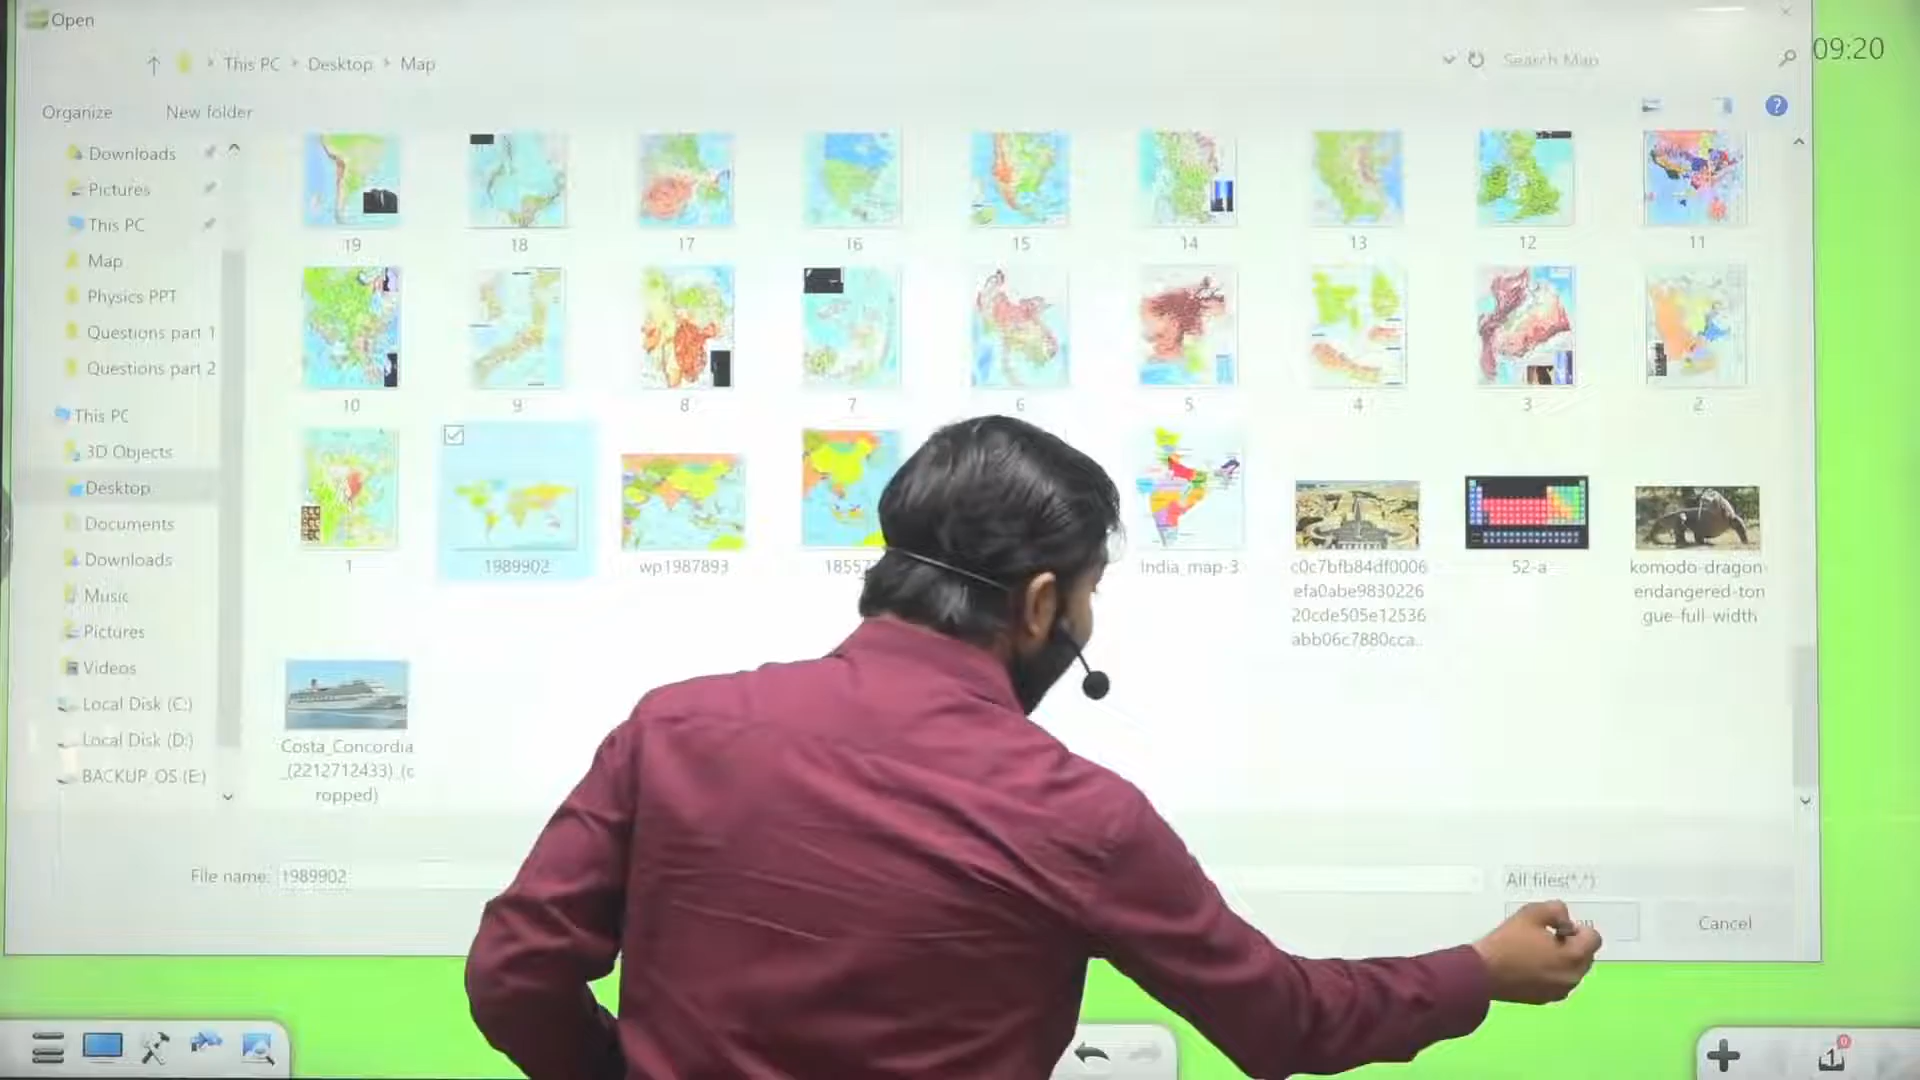 Open
09:20
This PC
Desktop
Map
Search Map
Organize
New folder
Downloads
Pictures
This PC
Map
Physics PPT
Questions part 1
Questions part 2
This PC
3D Objects
Desktop
Documents
Downloads
Music
Pictures
Videos
Local Disk (C:)
Local Disk (D:)
BACKUP_OS (E:)
19 18 17 16 15 14 13 12 11
10 9 8 7 6 5 4 3 2
1
1989902
wp1987893
India_map-3
c0c7bfb84df0006
efa0abe9830226
20cde505e12536
abb06c7880cca..
52-a
komodo-dragon-
endangered-ton
gue-full-width
Costa_Concordia
_(2212712433)_(c
ropped)
File name: 1989902
All files(*.*)
Cancel